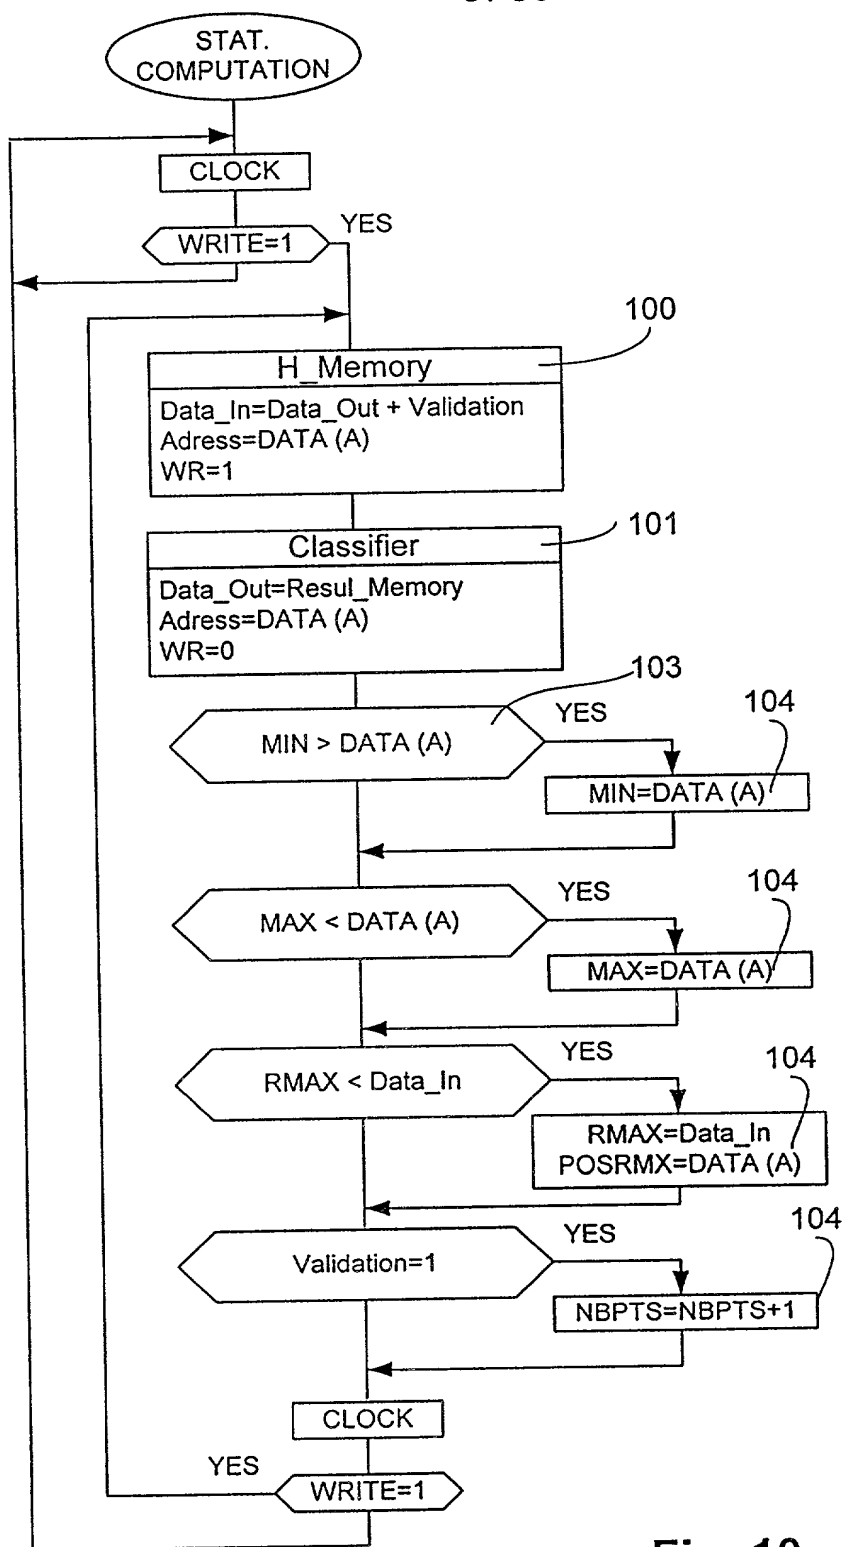 STAT.
COMPUTATION
CLOCK
WRITE=1
YES
100
H_Memory
Data_In=Data_Out + Validation
Adress=DATA (A)
WR=1
101
Classifier
Data_Out=Resul_Memory
Adress=DATA (A)
WR=0
103
MIN > DATA (A)
YES
104
MIN=DATA (A)
MAX < DATA (A)
YES
104
MAX=DATA (A)
RMAX < Data_In
YES
104
RMAX=Data_In
POSRMX=DATA (A)
Validation=1
YES
104
NBPTS=NBPTS+1
CLOCK
YES
WRITE=1